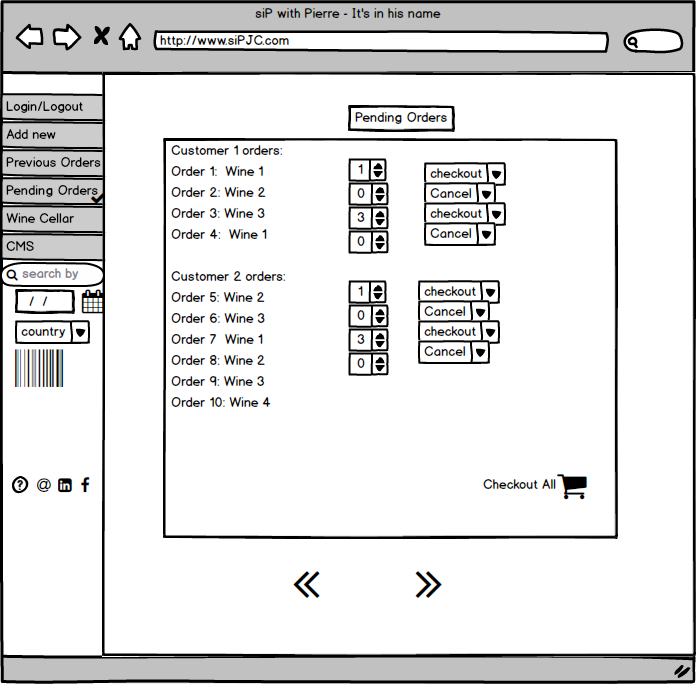 siP with Pierre - It's in his name
http://www.siPJC.com
Login/Logout
Add new
Previous Orders
Pending Orders
Wine Cellar
CMS
search by
/ /
country
@
in
f
Pending Orders
Customer 1 orders:
Order 1: Wine 1 1 checkout
Order 2: Wine 2 0 Cancel
Order 3: Wine 3 3 checkout
Order 4: Wine 1 0 Cancel
Customer 2 orders:
Order 5: Wine 2 1 checkout
Order 6: Wine 3 0 Cancel
Order 7 Wine 1 3 checkout
Order 8: Wine 2 0 Cancel
Order 9: Wine 3
Order 10: Wine 4
Checkout All